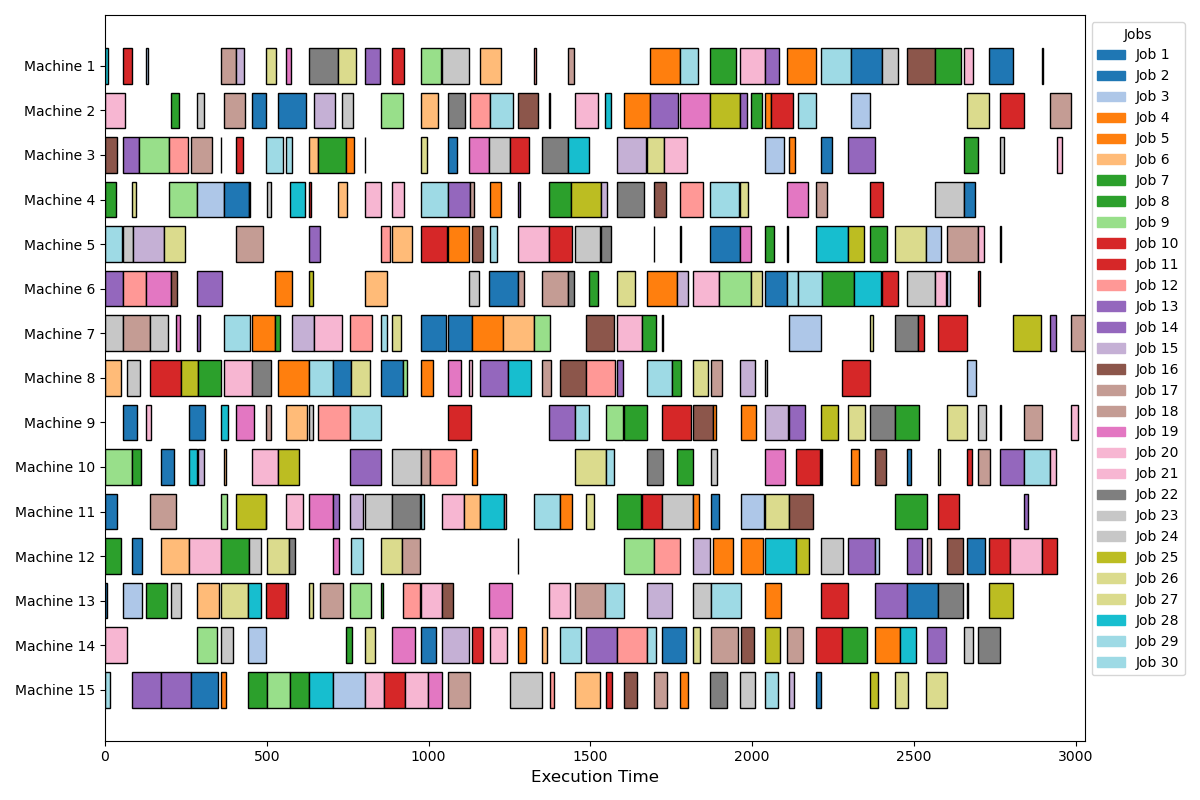 Machine 1
Machine 2
Machine 3
Machine 4
Machine 5
Machine 6
Machine 7
Machine 8
Machine 9
Machine 10
Machine 11
Machine 12
Machine 13
Machine 14
Machine 15
0
500
1000
1500
2000
2500
3000
Execution Time
Jobs
Job 1
Job 2
Job 3
Job 4
Job 5
Job 6
Job 7
Job 8
Job 9
Job 10
Job 11
Job 12
Job 13
Job 14
Job 15
Job 16
Job 17
Job 18
Job 19
Job 20
Job 21
Job 22
Job 23
Job 24
Job 25
Job 26
Job 27
Job 28
Job 29
Job 30